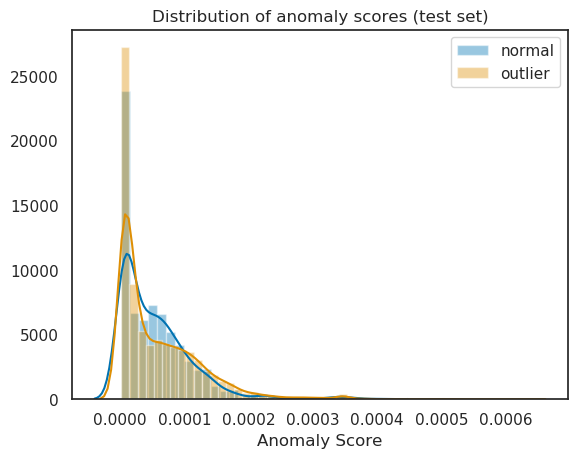 Distribution of anomaly scores (test set)
normal
outlier
25000
20000
15000
10000
5000
0
0.0000 0.0001 0.0002 0.0003 0.0004 0.0005 0.0006
Anomaly Score